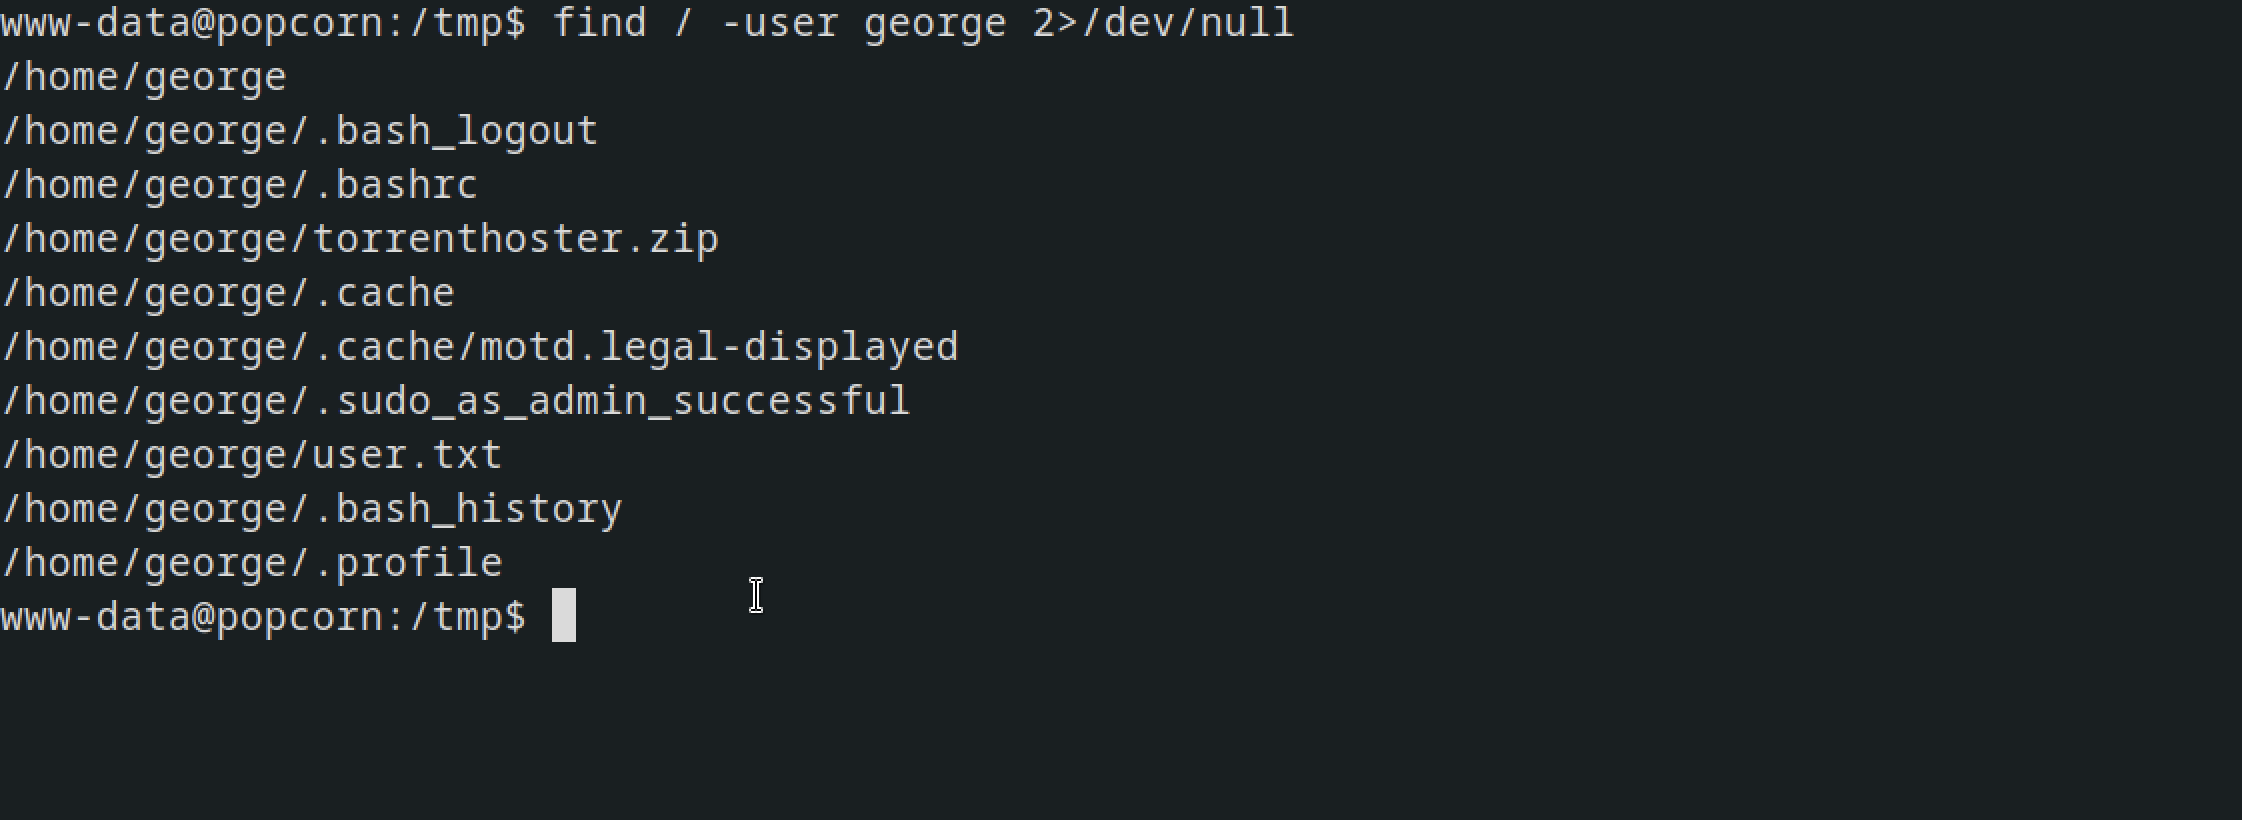 www-data@popcorn:/tmp$ find / -user george 2>/dev/null
/home/george
/home/george/.bash_logout
/home/george/.bashrc
/home/george/torrenthoster.zip
/home/george/.cache
/home/george/.cache/motd.legal-displayed
/home/george/.sudo_as_admin_successful
/home/george/user.txt
/home/george/.bash_history
/home/george/.profile
www-data@popcorn:/tmp$